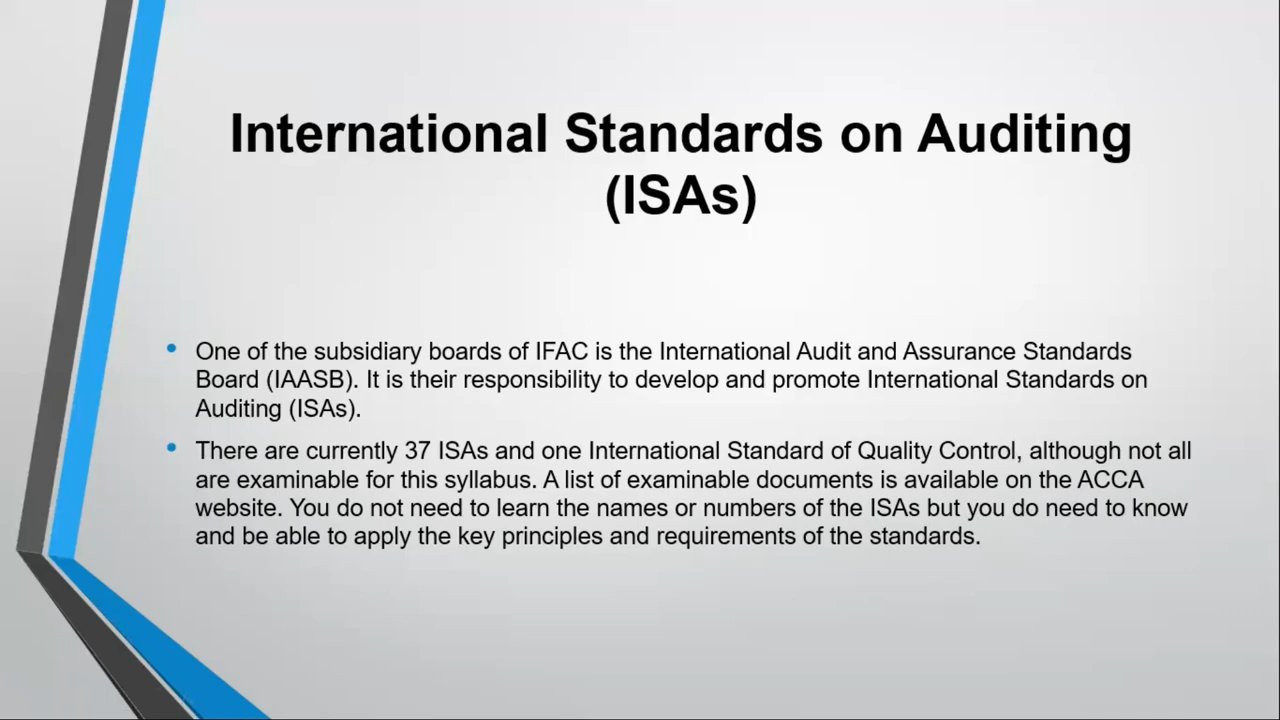 International Standards on Auditing
(ISAs)
One of the subsidiary boards of IFAC is the International Audit and Assurance Standards
Board (IAASB). It is their responsibility to develop and promote International Standards on
Auditing (ISAs).
There are currently 37 ISAs and one International Standard of Quality Control, although not all
are examinable for this syllabus. A list of examinable documents is available on the ACCA
website. You do not need to learn the names or numbers of the ISAs but you do need to know
and be able to apply the key principles and requirements of the standards.